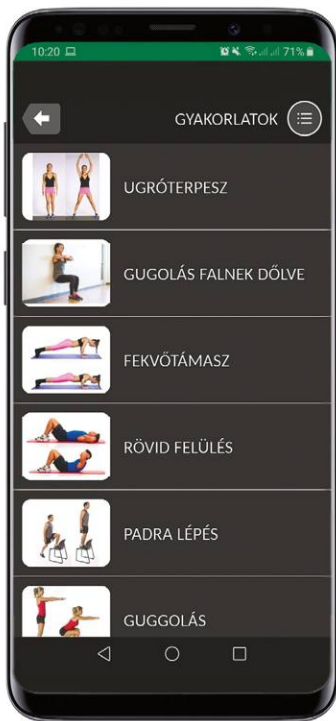 10:20 71%
GYAKORLATOK
UGRÓTERPESZ
GUGOLÁS FALNEK DŐLVE
FEKVŐTÁMASZ
RÖVID FELÜLÉS
PADRA LÉPÉS
GUGGOLÁS